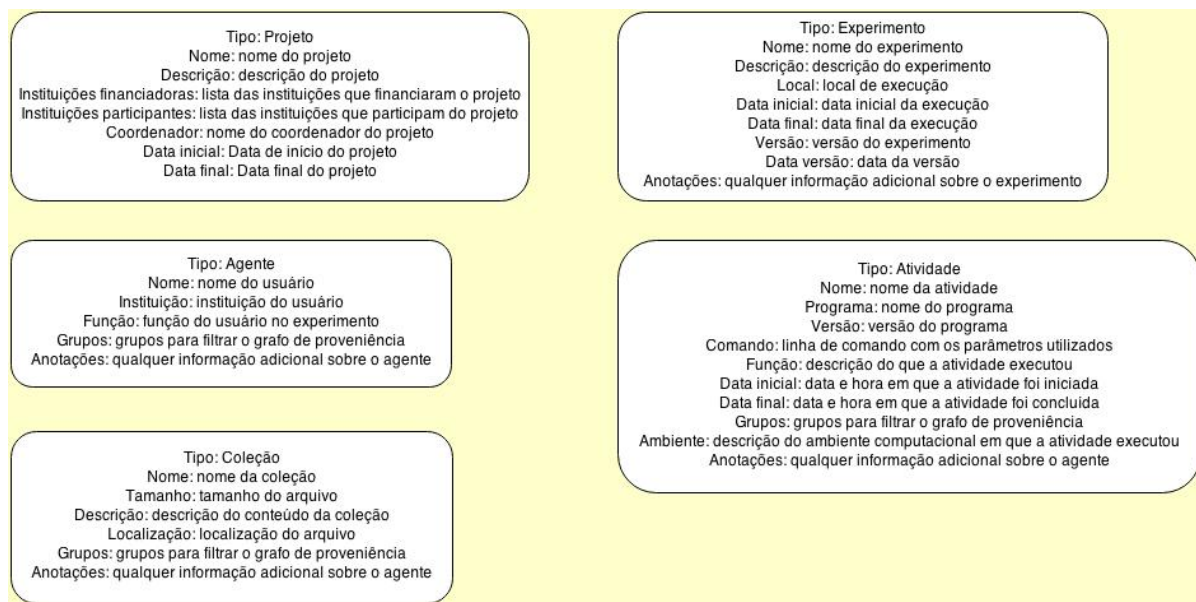 Tipo: Projeto
Nome: nome do projeto
Descrição: descrição do projeto
Instituições financiadoras: lista das instituições que financiaram o projeto
Instituições participantes: lista das instituições que participam do projeto
Coordenador: nome do coordenador do projeto
Data inicial: Data de início do projeto
Data final: Data final do projeto
Tipo: Experimento
Nome: nome do experimento
Descrição: descrição do experimento
Local: local de execução
Data inicial: data inicial da execução
Data final: data final da execução
Versão: versão do experimento
Data versão: data da versão
Anotações: qualquer informação adicional sobre o experimento
Tipo: Agente
Nome: nome do usuário
Instituição: instituição do usuário
Função: função do usuário no experimento
Grupos: grupos para filtrar o grafo de proveniência
Anotações: qualquer informação adicional sobre o agente
Tipo: Atividade
Nome: nome da atividade
Programa: nome do programa
Versão: versão do programa
Comando: linha de comando com os parâmetros utilizados
Função: descrição do que a atividade executou
Data inicial: data e hora em que a atividade foi iniciada
Data final: data e hora em que a atividade foi concluída
Grupos: grupos para filtrar o grafo de proveniência
Ambiente: descrição do ambiente computacional em que a atividade executou
Anotações: qualquer informação adicional sobre o agente
Tipo: Coleção
Nome: nome da coleção
Tamanho: tamanho do arquivo
Descrição: descrição do conteúdo da coleção
Localização: localização do arquivo
Grupos: grupos para filtrar o grafo de proveniência
Anotações: qualquer informação adicional sobre o agente